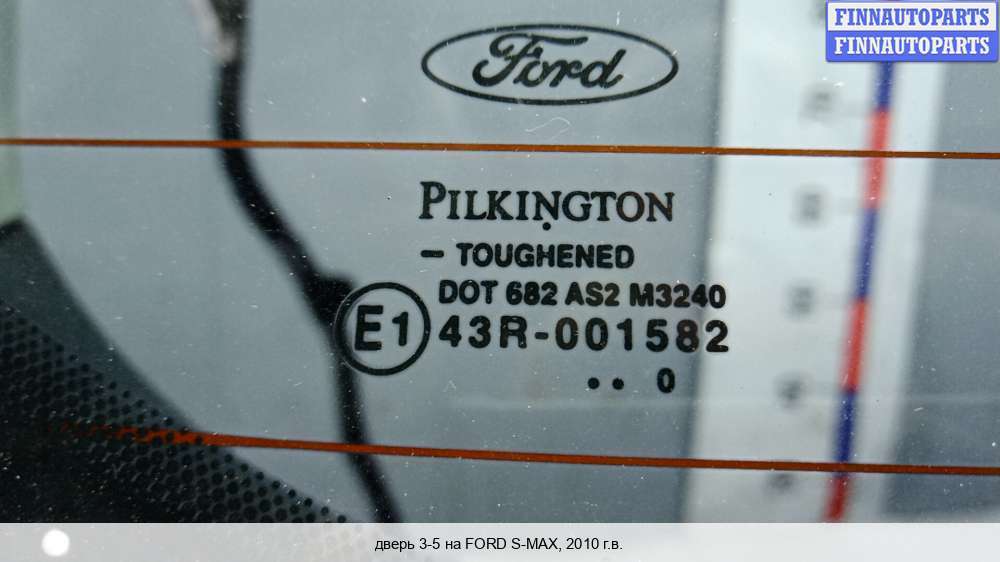 FINNAUTOPARTS
FINNAUTOPARTS
Ford
PILKINGTON
- TOUGHENED
DOT 682 AS2 M3240
E1 43R-001582
.. 0
дверь 3-5 на FORD S-MAX, 2010 г.в.